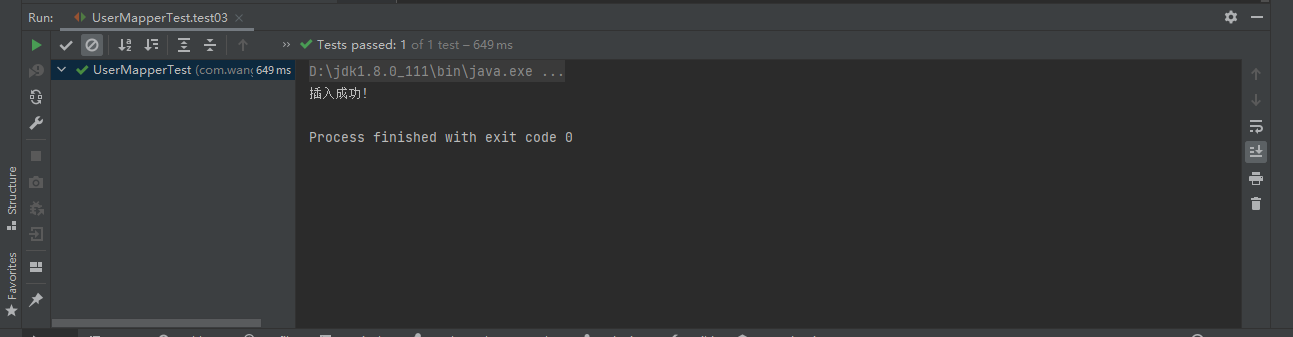 Run: UserMapperTest.test03
Tests passed: 1 of 1 test – 649 ms
UserMapperTest (com.wang 649 ms
D:\jdk1.8.0_111\bin\java.exe ...
插入成功!
Process finished with exit code 0
Structure
Favorites